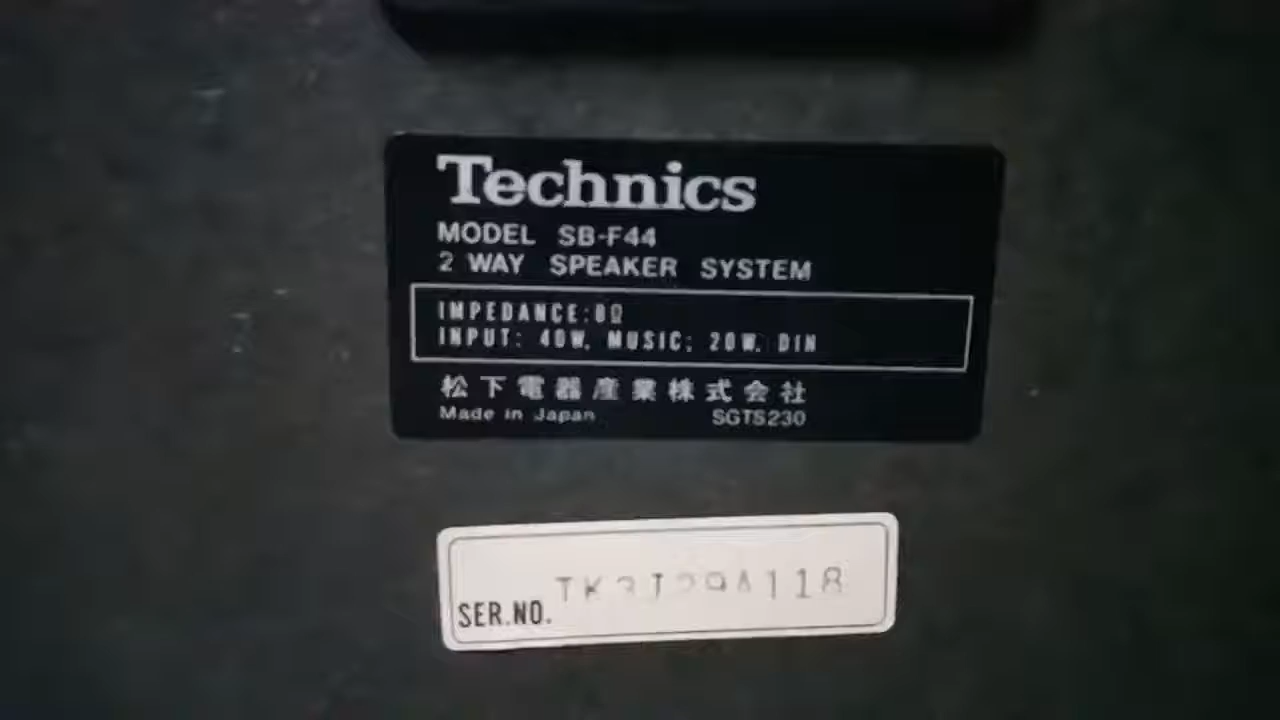 Technics
MODEL SB-F44
2 WAY SPEAKER SYSTEM
IMPEDANCE:8Ω
INPUT: 40W, MUSIC; 20W, DIN
松下電器産業株式会社
Made in Japan SGTS230
SER.NO.